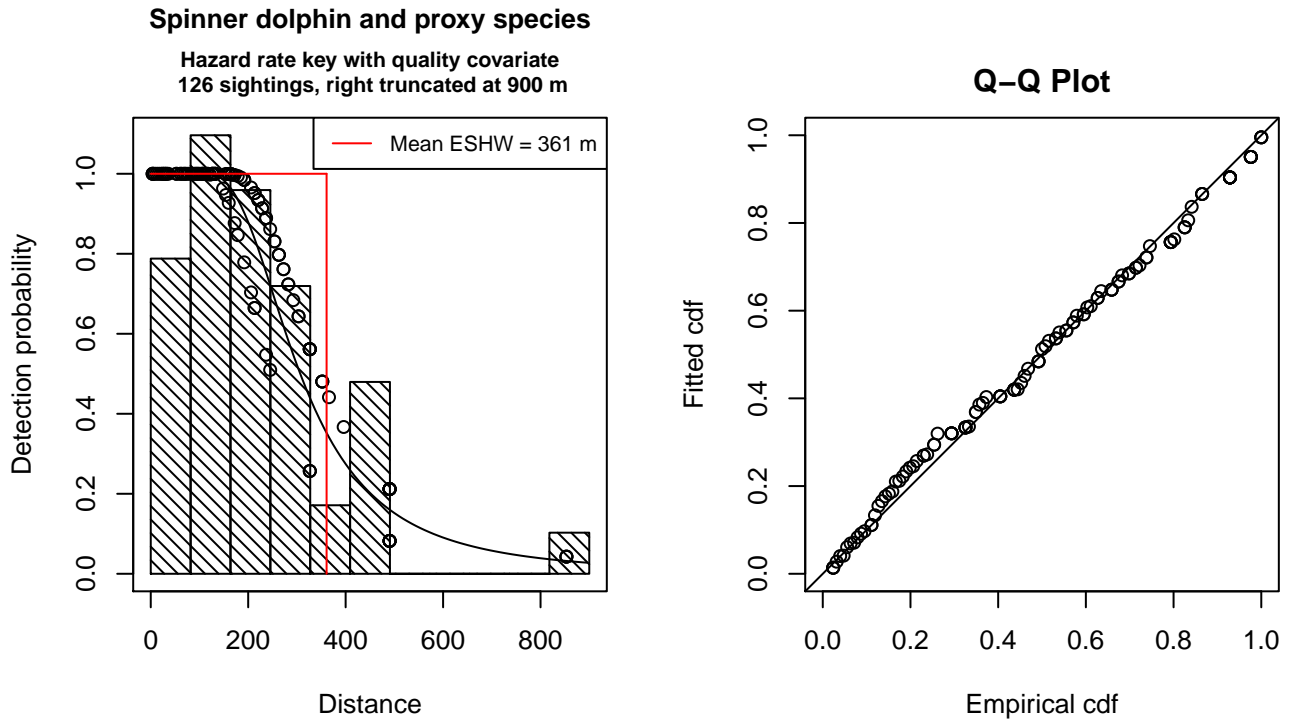 Spinner dolphin and proxy species
Hazard rate key with quality covariate
126 sightings, right truncated at 900 m
Mean ESHW = 361 m
Detection probability
0.0 0.2 0.4 0.6 0.8 1.0
0 200 400 600 800
Distance
Q−Q Plot
Fitted cdf
0.0 0.2 0.4 0.6 0.8 1.0
0.0 0.2 0.4 0.6 0.8 1.0
Empirical cdf